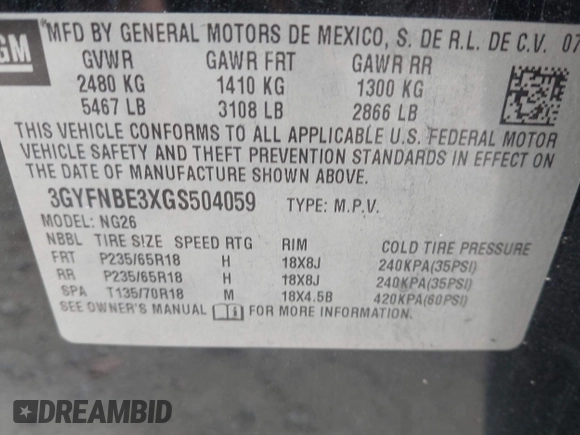 GM
MFD BY GENERAL MOTORS DE MEXICO, S. DE R.L. DE C.V. 07
GVWR GAWR FRT GAWR RR
2480 KG 1410 KG 1300 KG
5467 LB 3108 LB 2866 LB
THIS VEHICLE CONFORMS TO ALL APPLICABLE U.S. FEDERAL MOTOR
VEHICLE SAFETY AND THEFT PREVENTION STANDARDS IN EFFECT ON
THE DATE OF MANUFACTURE SHOWN ABOVE.
3GYFNBE3XGS504059 TYPE: M.P.V.
MODEL: NG26
NBBL TIRE SIZE SPEED RTG RIM COLD TIRE PRESSURE
FRT P235/65R18 H 18X8J 240KPA(35PSI)
RR P235/65R18 H 18X8J 240KPA(35PSI)
SPA T135/70R18 M 18X4.5B 420KPA(60PSI)
SEE OWNER'S MANUAL FOR MORE INFORMATION.
DREAMBID